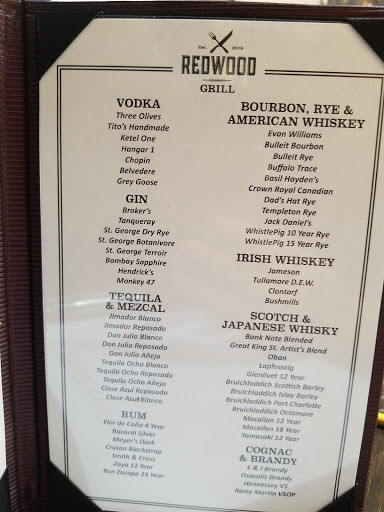 Est. 2016
REDWOOD
GRILL
VODKA
Three Olives
Tito's Handmade
Ketel One
Hangar 1
Chopin
Belvedere
Grey Goose
GIN
Broker's
Tanqueray
St. George Dry Rye
St. George Botanivore
St. George Terroir
Bombay Sapphire
Hendrick's
Monkey 47
TEQUILA
& MEZCAL
Jimador Blanco
Jimador Reposado
Don Julio Blanco
Don Julio Reposado
Don Julio Añejo
Tequila Ocho Blanco
Tequila Ocho Reposado
Tequila Ocho Añejo
Clase Azul Reposado
Clase Azul Blanco
RUM
Flor de Caña 4 Year
Bacardi Silver
Meyer's Dark
Cruzan Blackstrap
Smith & Cross
Zaya 12 Year
Ron Zacapa 23 Year
BOURBON, RYE &
AMERICAN WHISKEY
Evan Williams
Bulleit Bourbon
Bulleit Rye
Buffalo Trace
Basil Hayden's
Crown Royal Canadian
Dad's Hat Rye
Templeton Rye
Jack Daniel's
WhistlePig 10 Year Rye
WhistlePig 15 Year Rye
IRISH WHISKEY
Jameson
Tullamore D.E.W.
Clontarf
Bushmills
SCOTCH &
JAPANESE WHISKY
Bank Note Blended
Great King St. Artist's Blend
Oban
Laphroaig
Glenlivet 12 Year
Bruichladdich Scottish Barley
Bruichladdich Islay Barley
Bruichladdich Port Charlotte
Bruichladdich Octomore
Macallan 12 Year
Macallan 18 Year
Yamazaki 12 Year
COGNAC
& BRANDY
E & J Brandy
Osocalis Brandy
Hennessey VS
Remy Martin VSOP